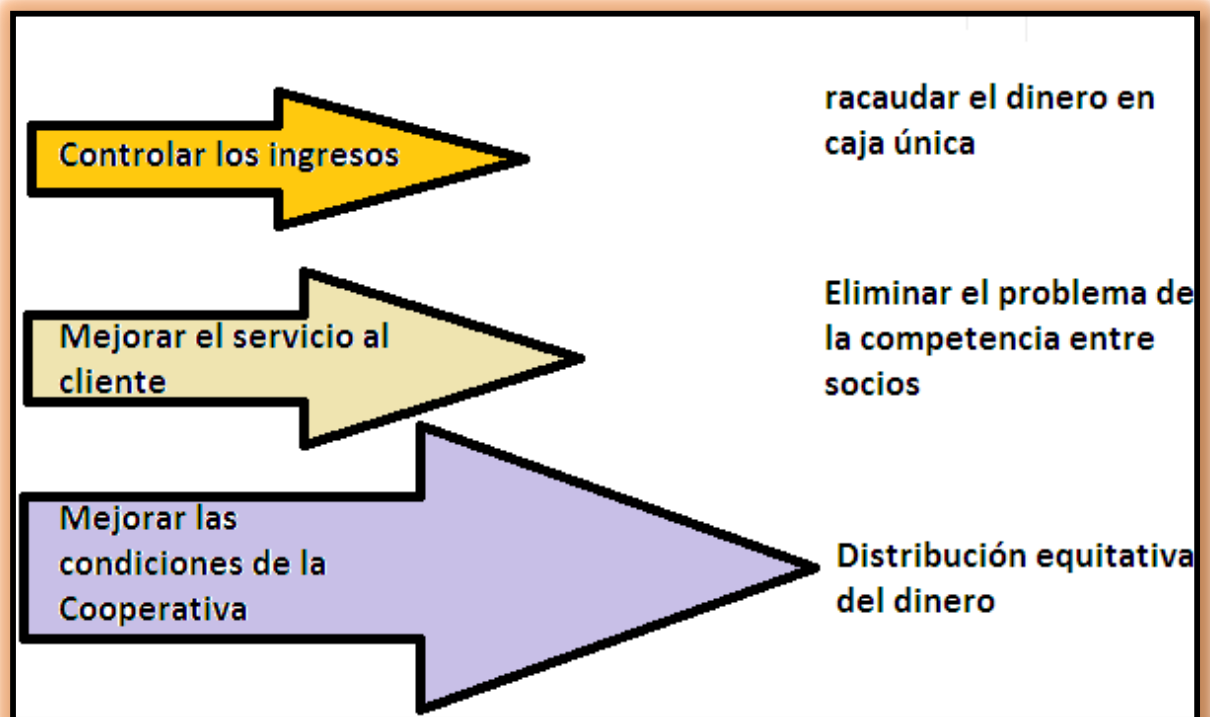 Controlar los ingresos
racaudar el dinero en
caja única
Mejorar el servicio al
cliente
Eliminar el problema de
la competencia entre
socios
Mejorar las
condiciones de la
Cooperativa
Distribución equitativa
del dinero